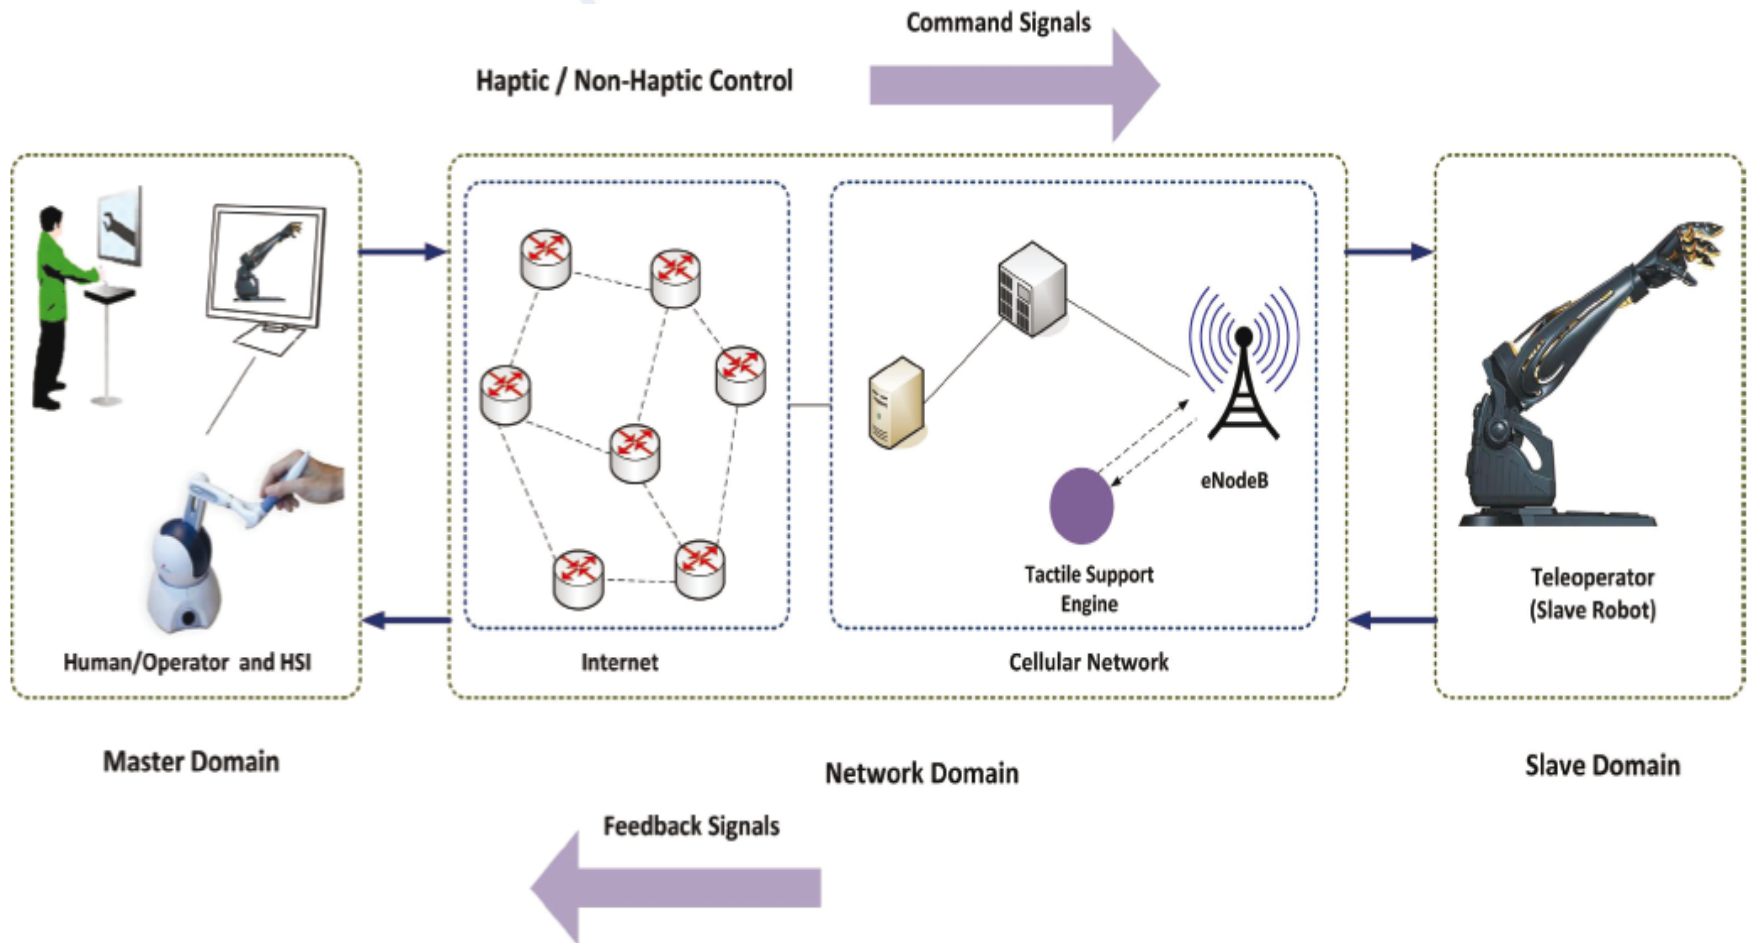 Command Signals
Haptic / Non-Haptic Control
eNodeB
Tactile Support
Engine
Teleoperator
(Slave Robot)
Human/Operator and HSI
Internet
Cellular Network
Master Domain
Network Domain
Slave Domain
Feedback Signals